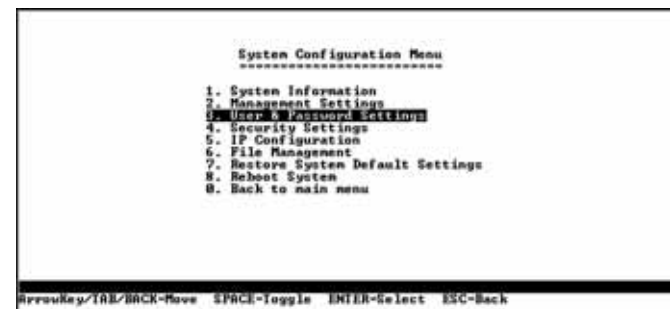 System Configuration Menu
=========================
1. System Information
2. Management Settings
3. User & Password Settings
4. Security Settings
5. IP Configuration
6. File Management
7. Restore System Default Settings
8. Reboot System
0. Back to main menu
ArrowKey/TAB/BACK=Move SPACE=Toggle ENTER=Select ESC=Back